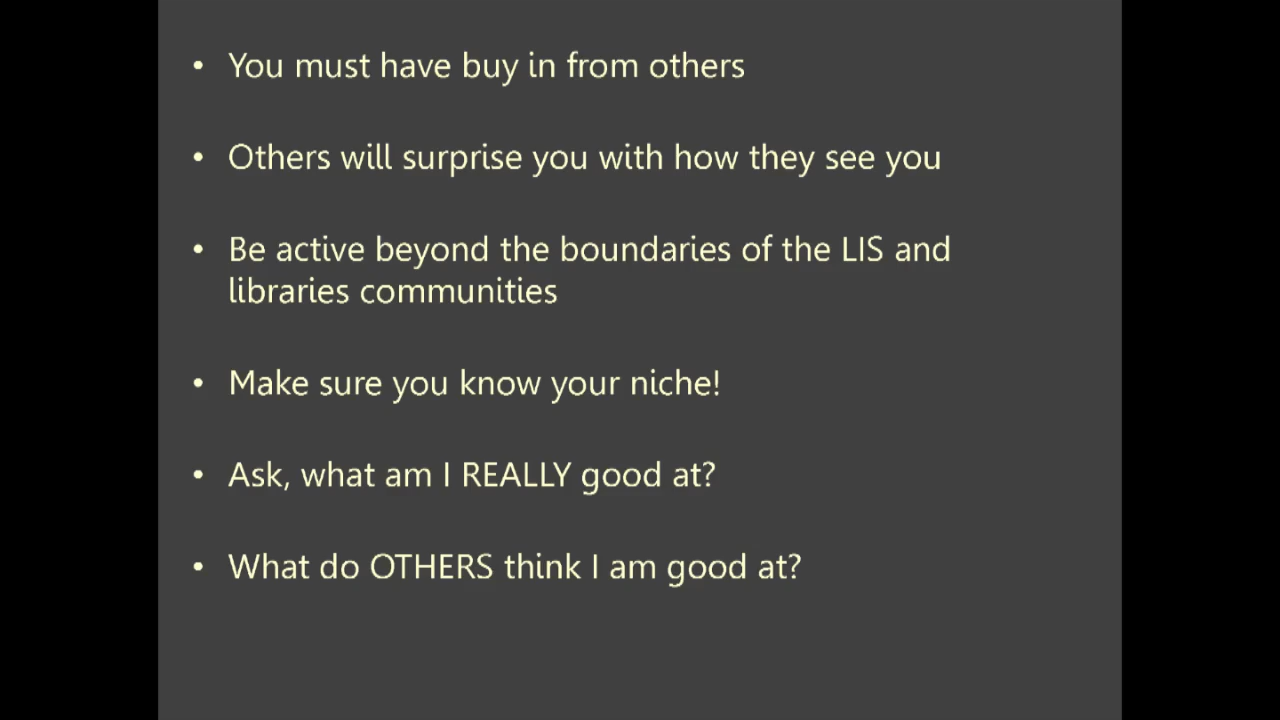 • You must have buy in from others
• Others will surprise you with how they see you
• Be active beyond the boundaries of the LIS and
libraries communities
• Make sure you know your niche!
• Ask, what am I REALLY good at?
• What do OTHERS think I am good at?